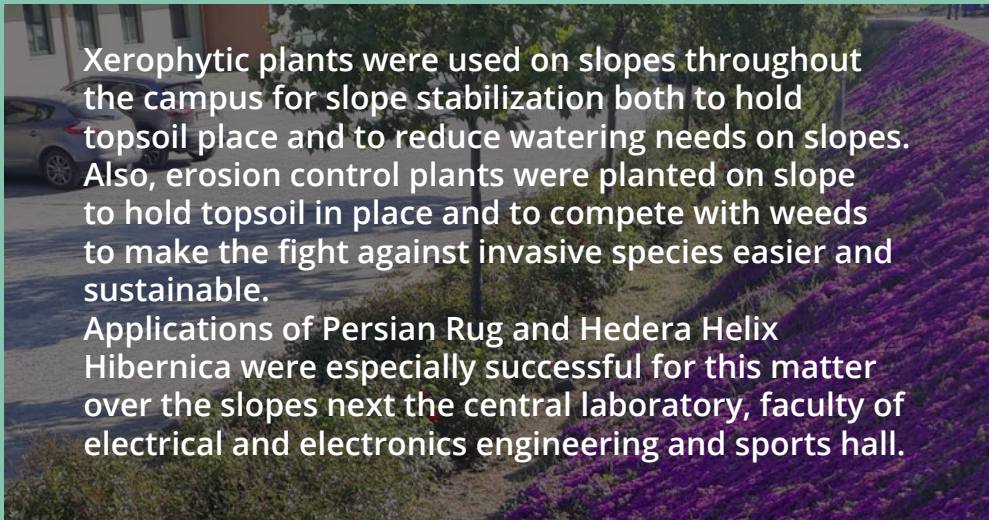 Xerophytic plants were used on slopes throughout
the campus for slope stabilization both to hold
topsoil place and to reduce watering needs on slopes.
Also, erosion control plants were planted on slope
to hold topsoil in place and to compete with weeds
to make the fight against invasive species easier and
sustainable.
Applications of Persian Rug and Hedera Helix
Hibernica were especially successful for this matter
over the slopes next the central laboratory, faculty of
electrical and electronics engineering and sports hall.